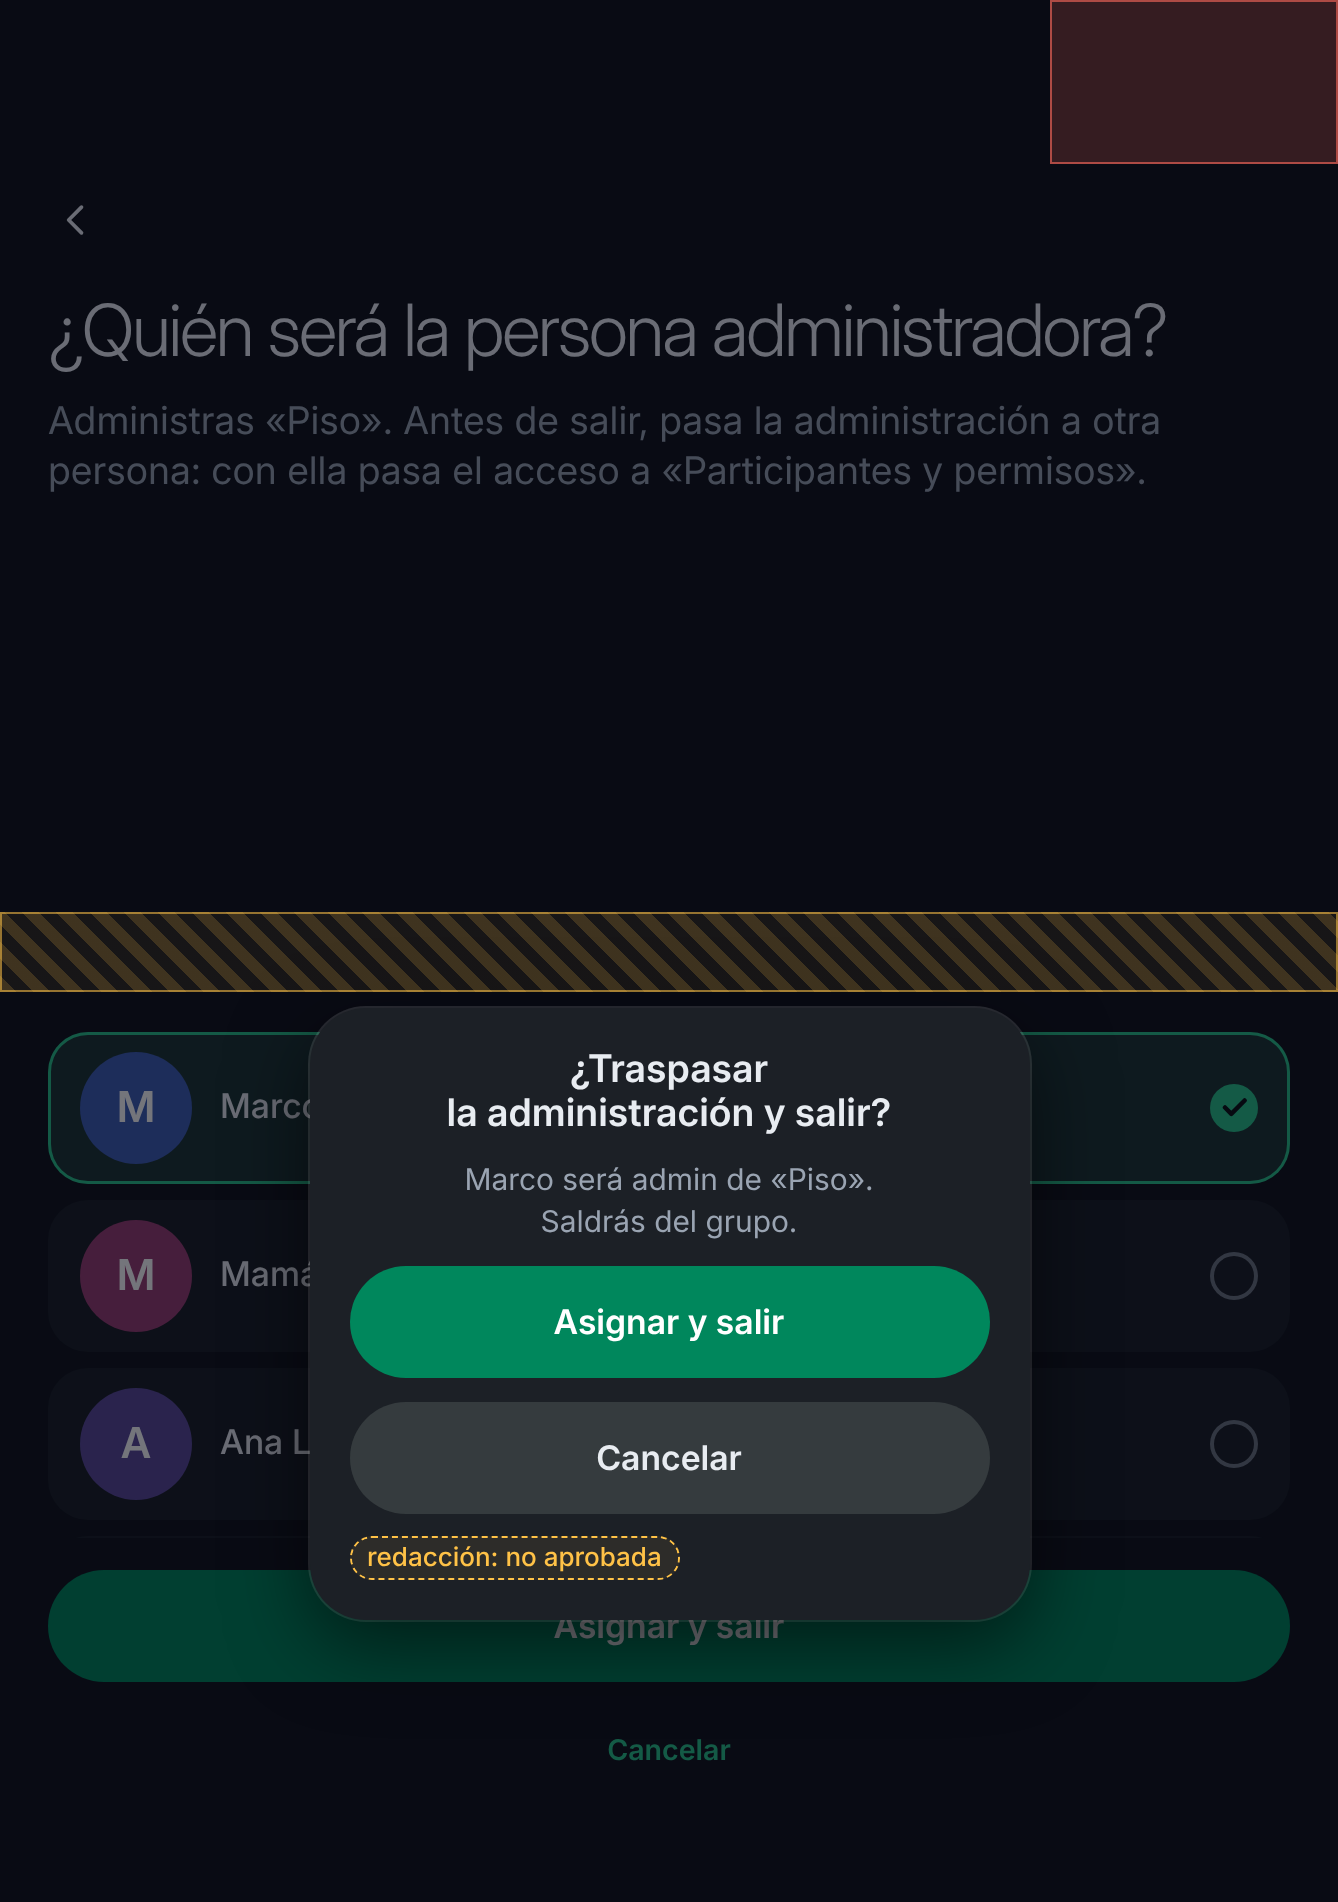 ¿Quién será la persona administradora?
Administras «Piso». Antes de salir, pasa la administración a otra
persona: con ella pasa el acceso a «Participantes y permisos».
¿Traspasar
la administración y salir?
M
Marco será admin de «Piso».
Saldrás del grupo.
M
Asignar y salir
A
Ana
Cancelar
redacción: no aprobada
Asignar y salir
Cancelar